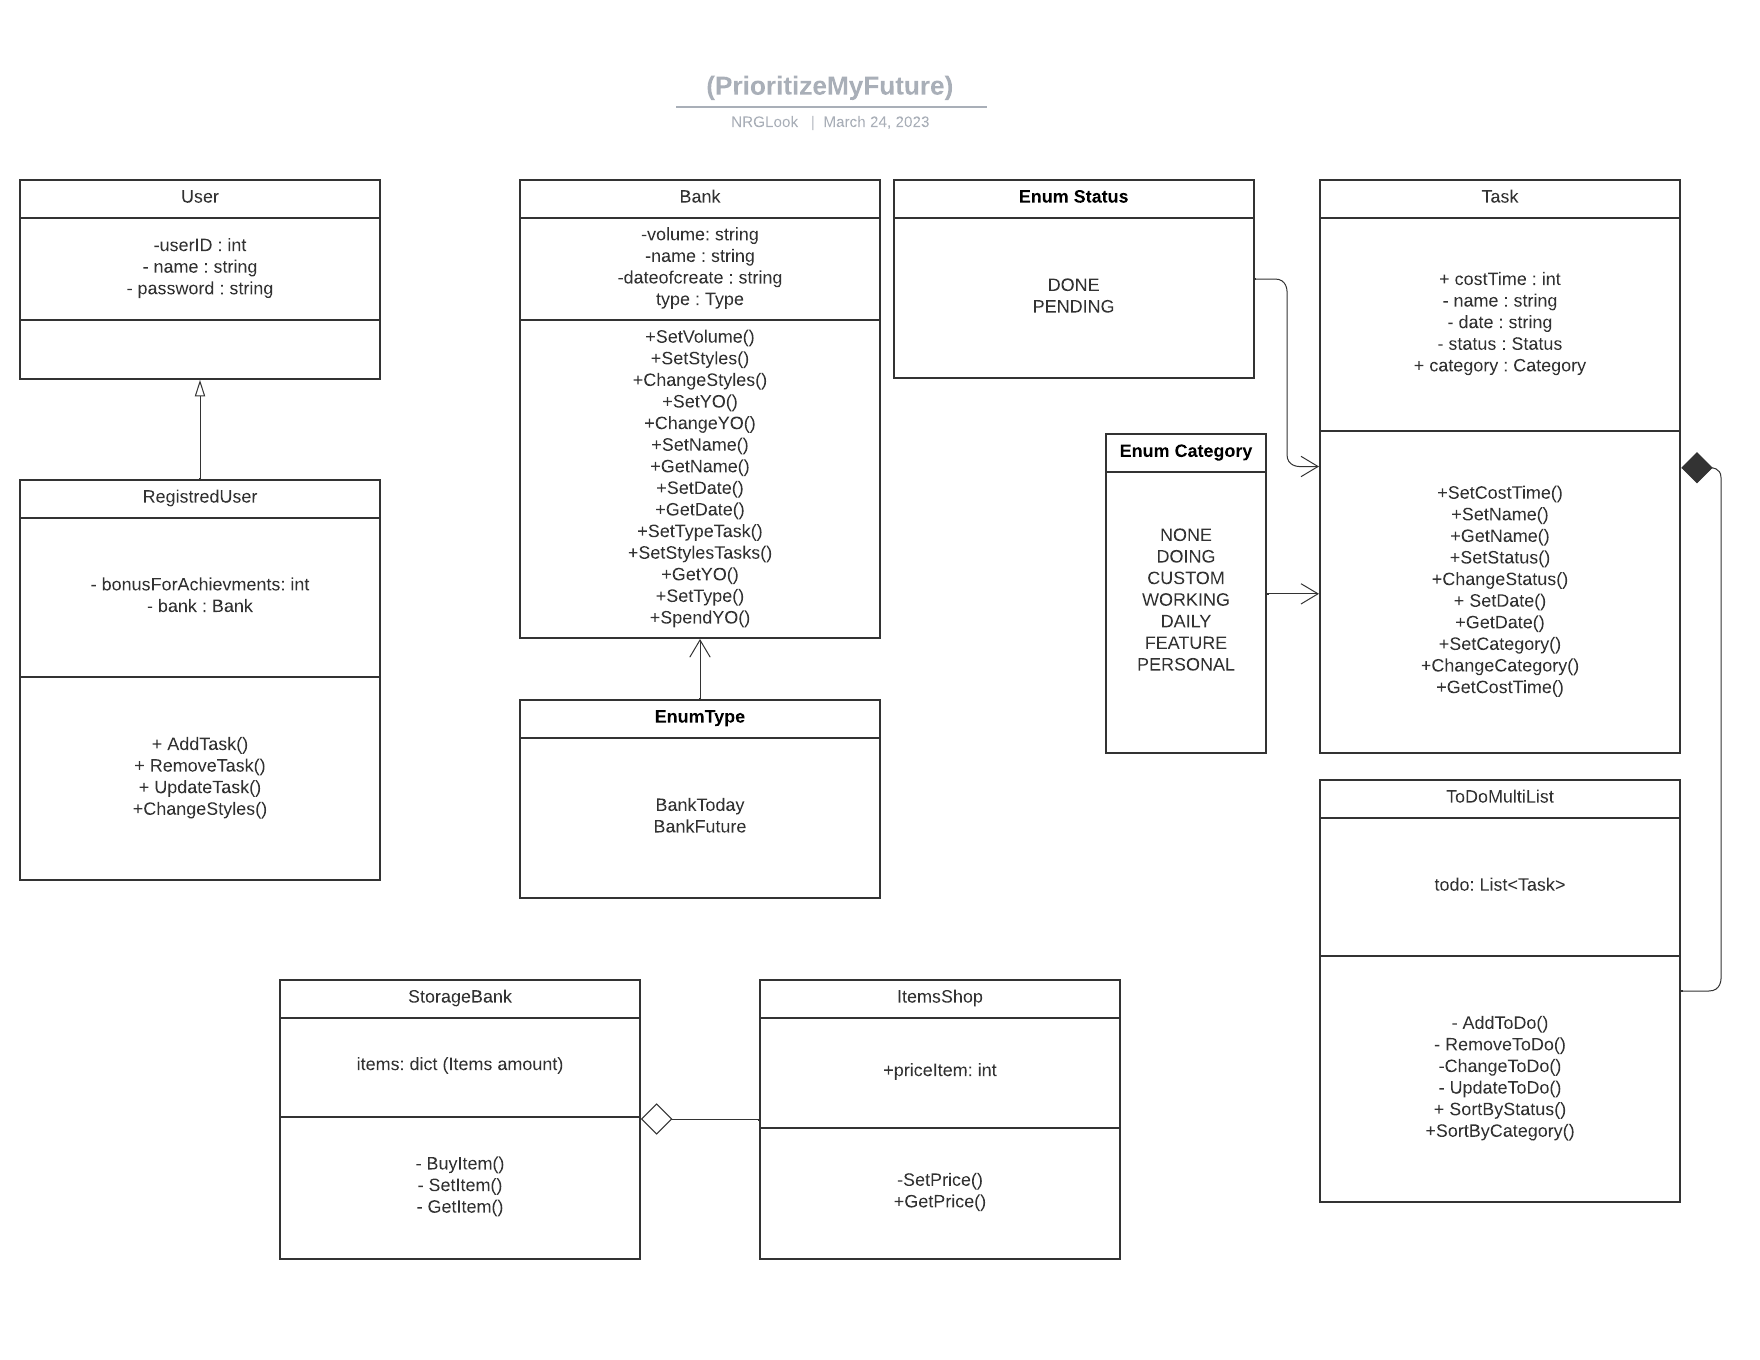 (PrioritizeMyFuture)
NRGLook | March 24, 2023
User
-userID : int
- name : string
- password : string
RegistredUser
- bonusForAchievments: int
- bank : Bank
+ AddTask()
+ RemoveTask()
+ UpdateTask()
+ChangeStyles()
Bank
-volume: string
-name : string
-dateofcreate : string
type : Type
+SetVolume()
+SetStyles()
+ChangeStyles()
+SetYO()
+ChangeYO()
+SetName()
+GetName()
+SetDate()
+GetDate()
+SetTypeTask()
+SetStylesTasks()
+GetYO()
+SetType()
+SpendYO()
EnumType
BankToday
BankFuture
Enum Status
DONE
PENDING
Enum Category
NONE
DOING
CUSTOM
WORKING
DAILY
FEATURE
PERSONAL
Task
+ costTime : int
- name : string
- date : string
- status : Status
+ category : Category
+SetCostTime()
+SetName()
+GetName()
+SetStatus()
+ChangeStatus()
+ SetDate()
+GetDate()
+SetCategory()
+ChangeCategory()
+GetCostTime()
ToDoMultiList
todo: List<Task>
- AddToDo()
- RemoveToDo()
-ChangeToDo()
- UpdateToDo()
+ SortByStatus()
+SortByCategory()
StorageBank
items: dict (Items amount)
- BuyItem()
- SetItem()
- GetItem()
ItemsShop
+priceItem: int
-SetPrice()
+GetPrice()